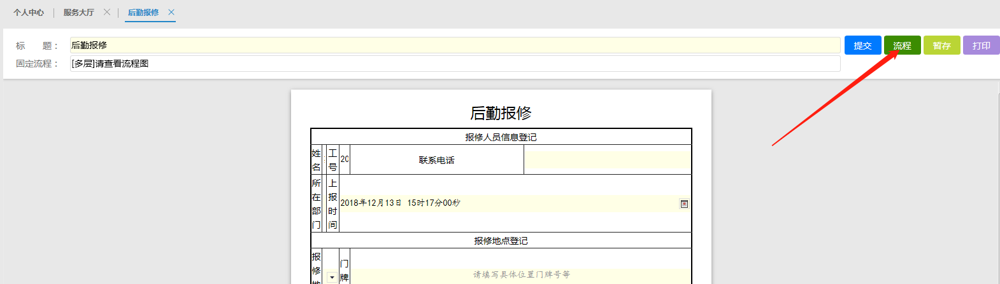 个人中心 服务大厅 后勤报修
标 题： 后勤报修 提交 流程 暂存 打印
固定流程： [多层]请查看流程图
后勤报修
报修人员信息登记
姓名 工号 20 联系电话
所在部门 上报时间 2018年12月13日 15时17分00秒
报修地点登记
报修地 门牌 请填写具体位置门牌号等